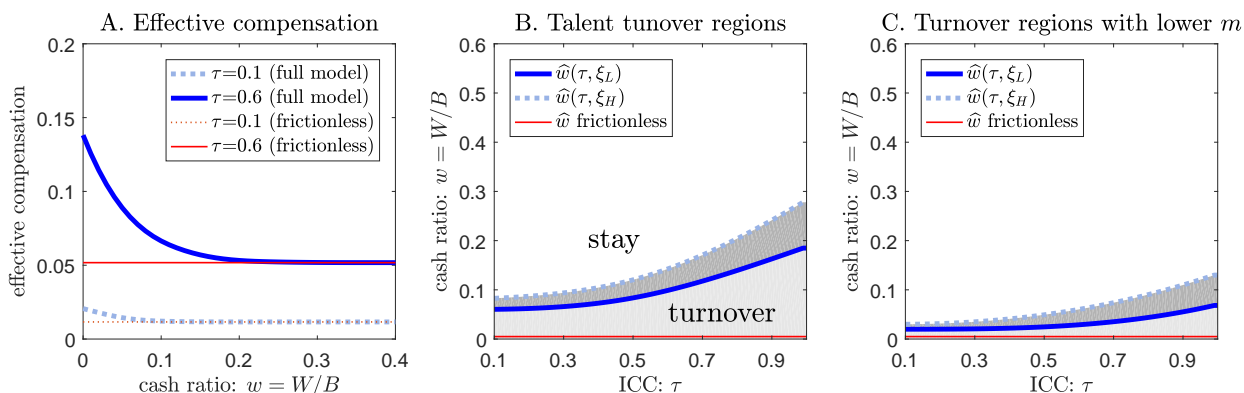 A. Effective compensation
effective compensation
0.2
0.15
0.1
0.05
0
τ=0.1 (full model)
τ=0.6 (full model)
τ=0.1 (frictionless)
τ=0.6 (frictionless)
0 0.1 0.2 0.3 0.4
cash ratio: w = W/B
B. Talent tunover regions
cash ratio: w = W/B
0.6
0.5
0.4
0.3
0.2
0.1
0
ŵ(τ, ξL)
ŵ(τ, ξH)
ŵ frictionless
stay
turnover
0.1 0.3 0.5 0.7 0.9
ICC: τ
C. Turnover regions with lower m
cash ratio: w = W/B
0.6
0.5
0.4
0.3
0.2
0.1
0
ŵ(τ, ξL)
ŵ(τ, ξH)
ŵ frictionless
0.1 0.3 0.5 0.7 0.9
ICC: τ